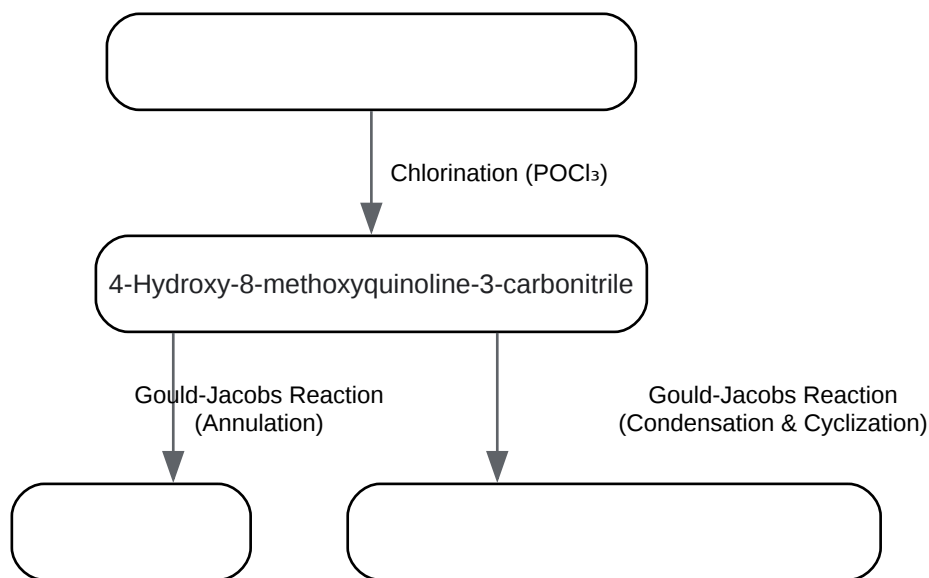 Chlorination (POCl₃)
4-Hydroxy-8-methoxyquinoline-3-carbonitrile
Gould-Jacobs Reaction
(Annulation)
Gould-Jacobs Reaction
(Condensation & Cyclization)